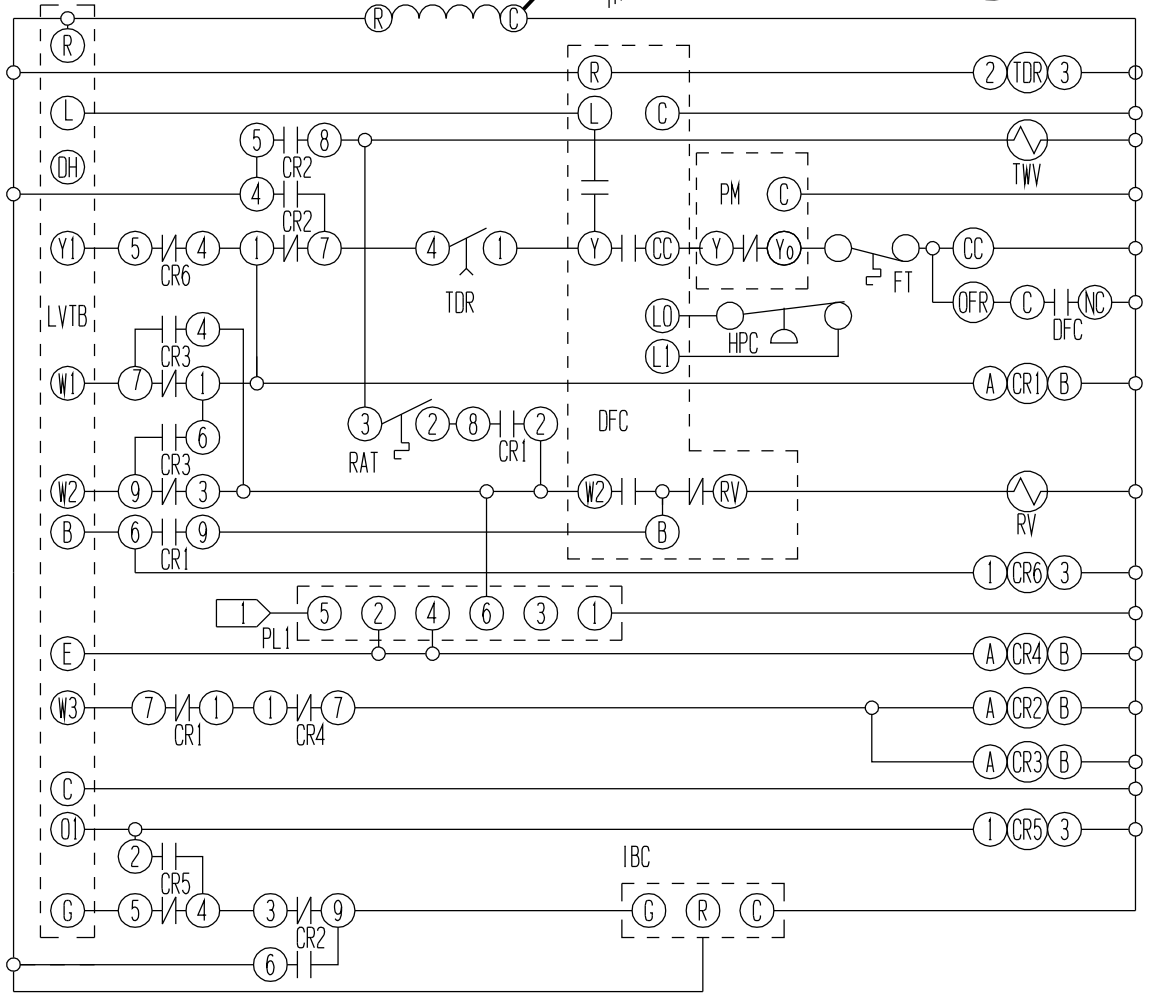 R C
R
R 2 TDR 3
L L C
5 8
CR2
TWV
DH
4
CR2
PM C
Y1 5 4 1 7 4 1 Y CC Y Yo CC
CR6
TDR
FT
OFR C NC
DFC
LVTB
4
CR3
LO
HPC
L1
W1 7 1 A CR1 B
3 2 8 2
RAT
CR1
DFC
6
CR3
W2 9 3 W2 RV
RV
B 6 9 B
CR1
1 CR6 3
1 5 2 4 6 3 1
PL1
E A CR4 B
W3 7 1 1 7 A CR2 B
CR1 CR4
A CR3 B
C
O1 1 CR5 3
2
CR5
IBC
G 5 4 3 9 G R C
CR2
6